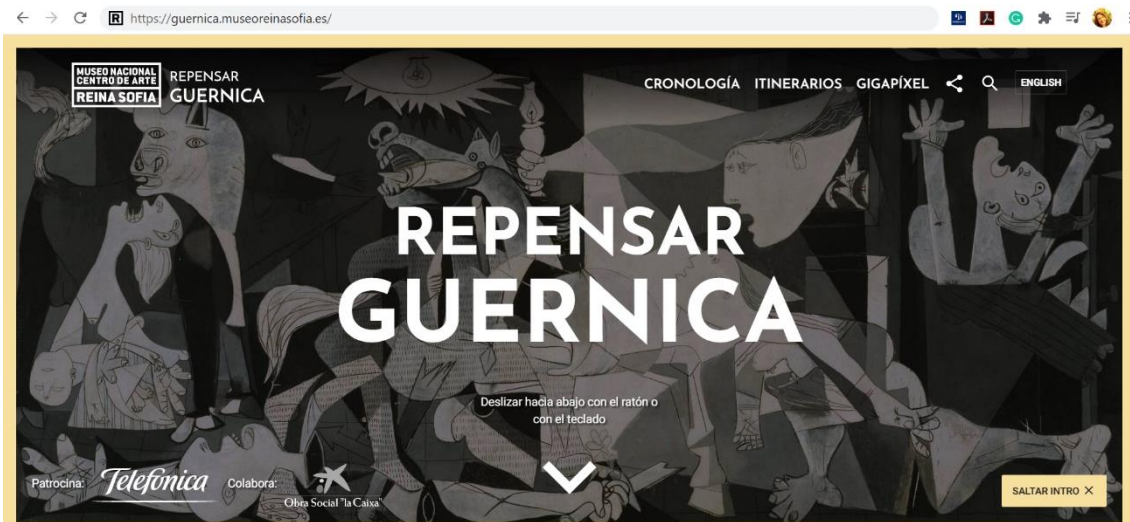 https://guernica.museoreinasofia.es/
MUSEO NACIONAL
CENTRO DE ARTE
REINA SOFIA
REPENSAR
GUERNICA
CRONOLOGÍA ITINERARIOS GIGAPÍXEL ENGLISH
REPENSAR
GUERNICA
Deslizar hacia abajo con el ratón o
con el teclado
Patrocina: Telefónica Colabora: Obra Social "la Caixa"
SALTAR INTRO X